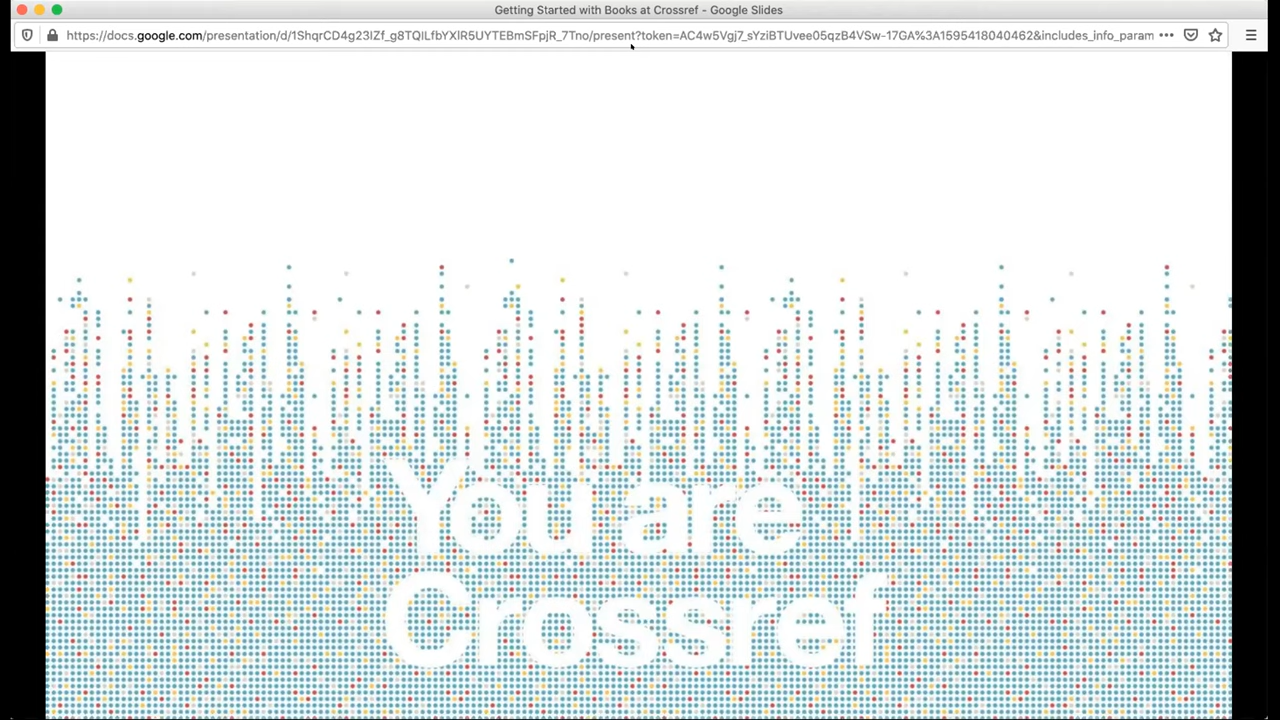 Getting Started with Books at Crossref - Google Slides
https://docs.google.com/presentation/d/1ShqrCD4g23IZf_g8TQILfbYXlR5UYTEBmSFpjR_7Tno/present?token=AC4w5Vgj7_sYziBTUvee05qzB4VSw-17GA%3A1595418040462&includes_info_param
You are
Crossref